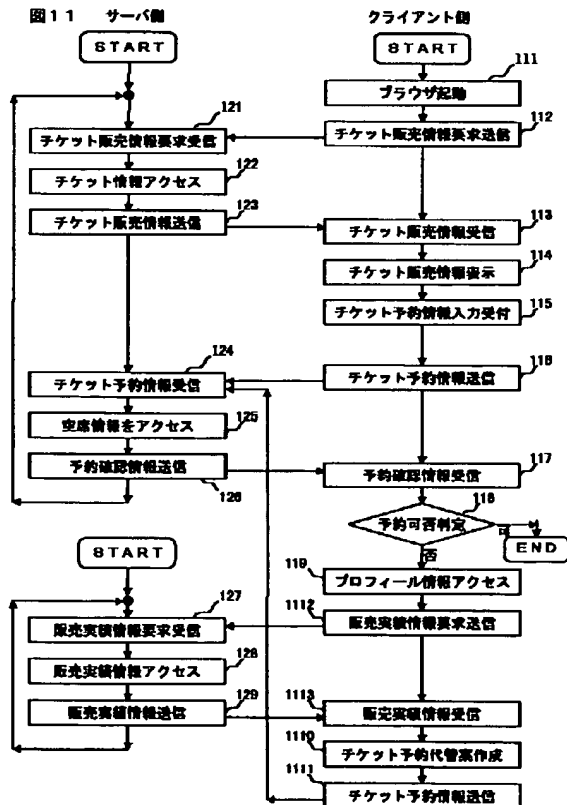 図11 サーバ側
クライアント側
START
START
111
ブラウザ起動
121
チケット販売情報要求受信
チケット販売情報要求送信
112
122
チケット情報アクセス
123
チケット販売情報送信
113
チケット販売情報受信
114
チケット販売情報表示
115
チケット予約情報入力受付
124
チケット予約情報受信
116
チケット予約情報送信
125
空席情報をアクセス
予約確認情報送信
126
117
予約確認情報受信
118
予約可否判定
可
END
否
START
119
プロフィール情報アクセス
127
販売実績情報要求受信
1112
販売実績情報要求送信
128
販売実績情報アクセス
129
販売実績情報送信
1113
販売実績情報受信
1110
チケット予約代替案作成
1111
チケット予約情報送信